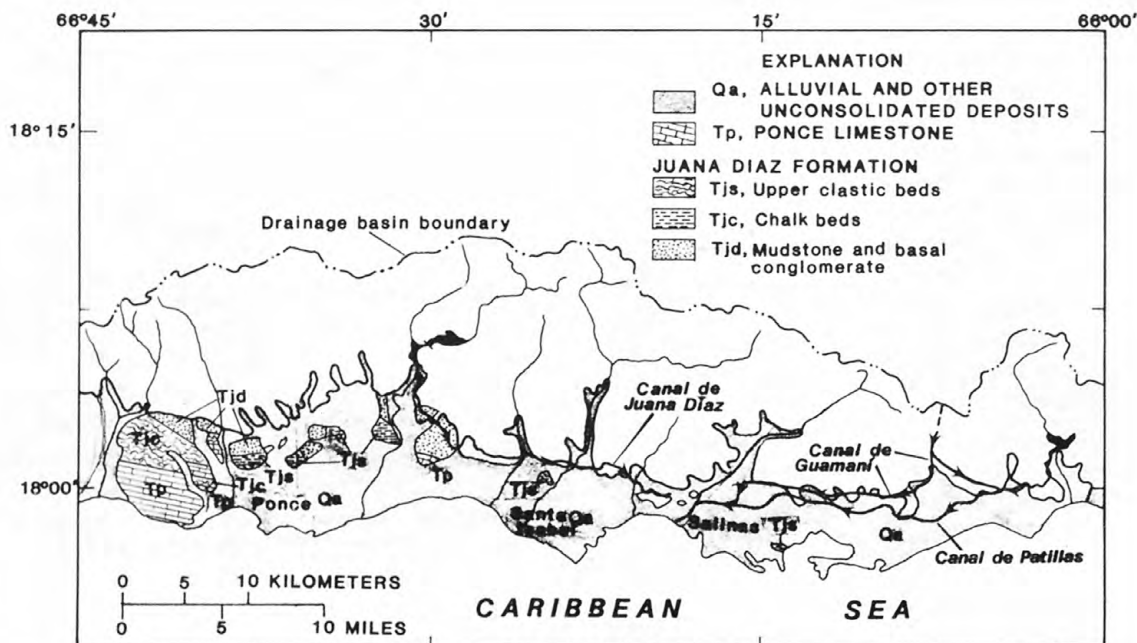 66°45′ 30′ 15′ 66°00′
EXPLANATION
Qa, ALLUVIAL AND OTHER
UNCONSOLIDATED DEPOSITS
18°15′
Tp, PONCE LIMESTONE
JUANA DIAZ FORMATION
Tjs, Upper clastic beds
Tjc, Chalk beds
Tjd, Mudstone and basal
conglomerate
Drainage basin boundary
Canal de
Juana Díaz
Tjd
Tjc
Tjs
Canal de
Guamaní
Tp
Tjs
Tp
18°00′
Tjc
Tp
Ponce Qa
Tjs
Santa Qa
Isabel
Salinas Tjs
Qa
Canal de Patillas
0 5 10 KILOMETERS
0 5 10 MILES
CARIBBEAN SEA